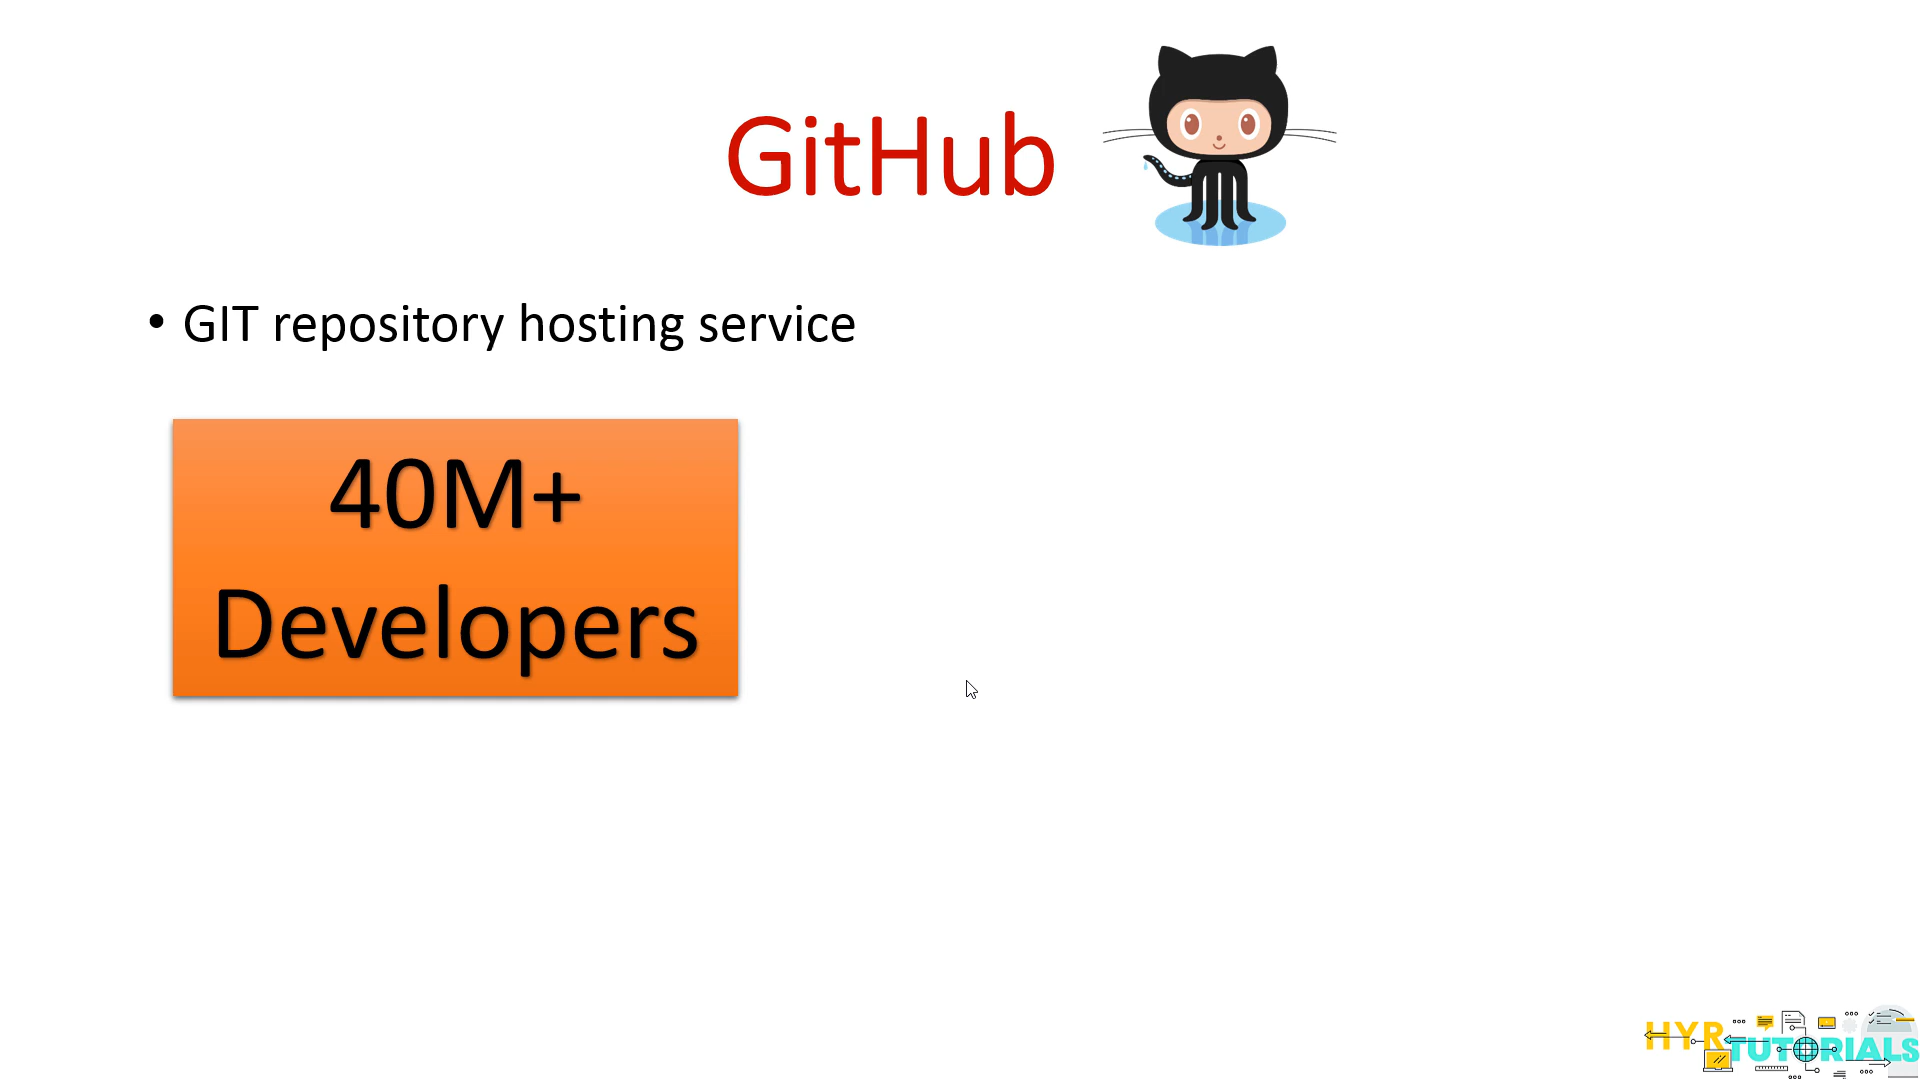 GitHub
• GIT repository hosting service
40M+
Developers
HYR
TUTORIALS